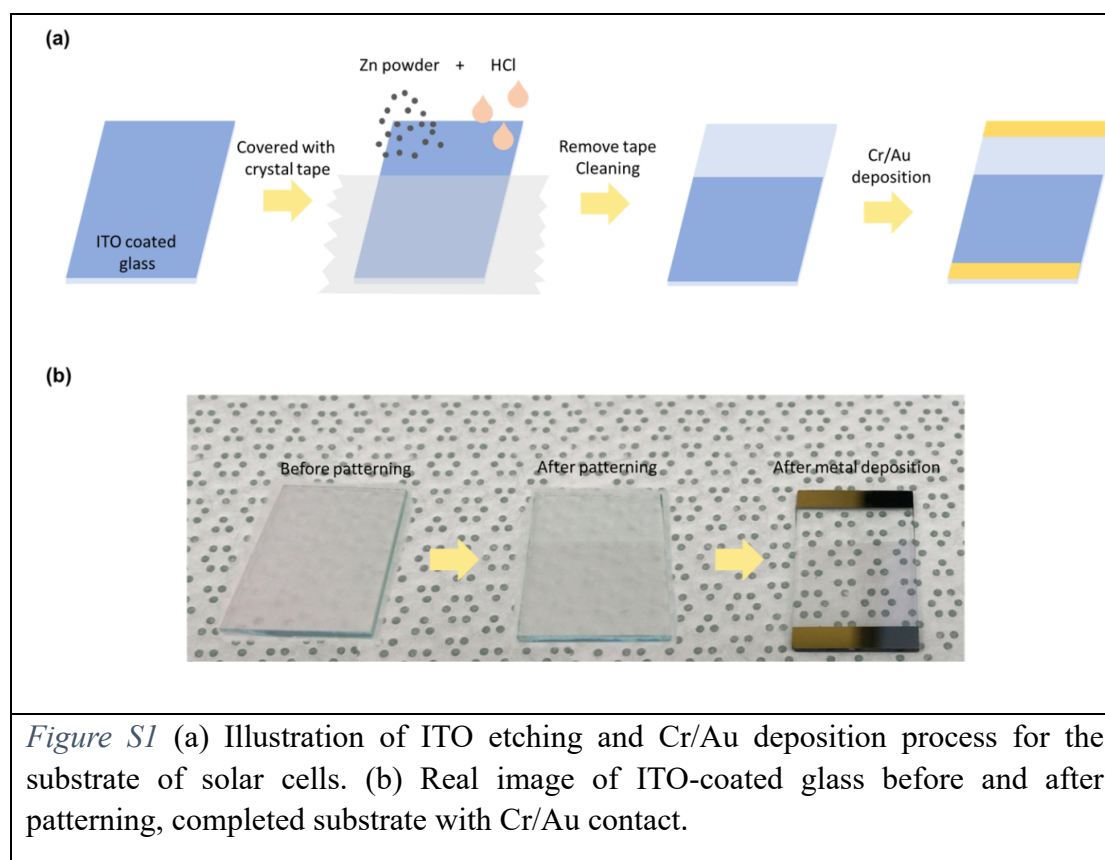 (a)
Zn powder + HCl
Covered with
crystal tape
Remove tape
Cleaning
Cr/Au
deposition
ITO coated
glass
(b)
Before patterning
After patterning
After metal deposition
Figure S1 (a) Illustration of ITO etching and Cr/Au deposition process for the
substrate of solar cells. (b) Real image of ITO-coated glass before and after
patterning, completed substrate with Cr/Au contact.